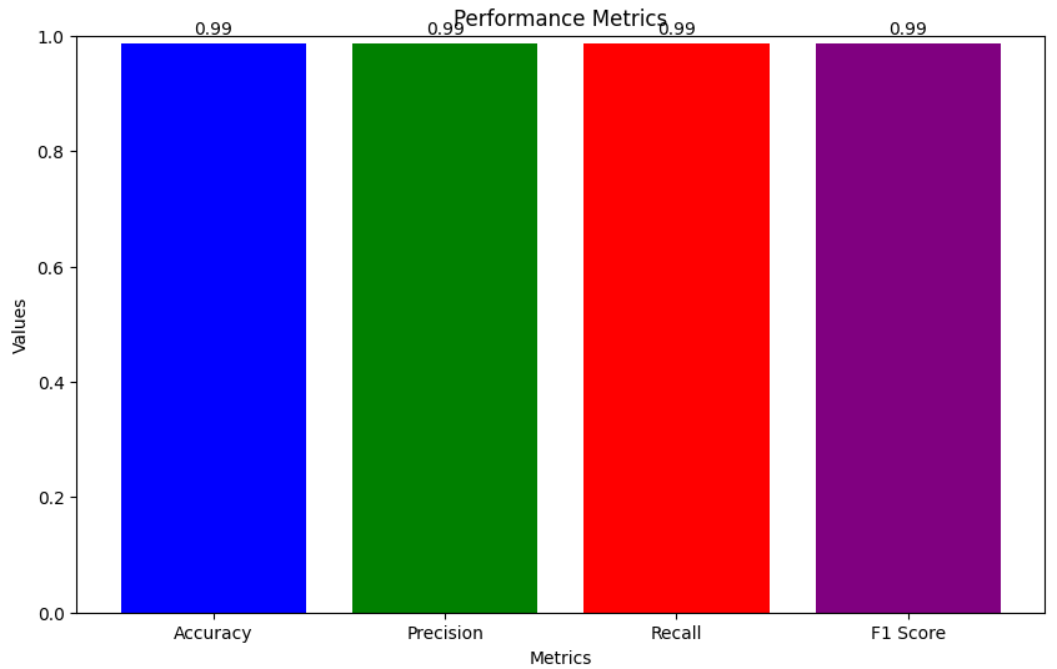 Performance Metrics
0.99 0.99 0.99 0.99
1.0
0.8
0.6
0.4
0.2
0.0
Values
Accuracy Precision Recall F1 Score
Metrics